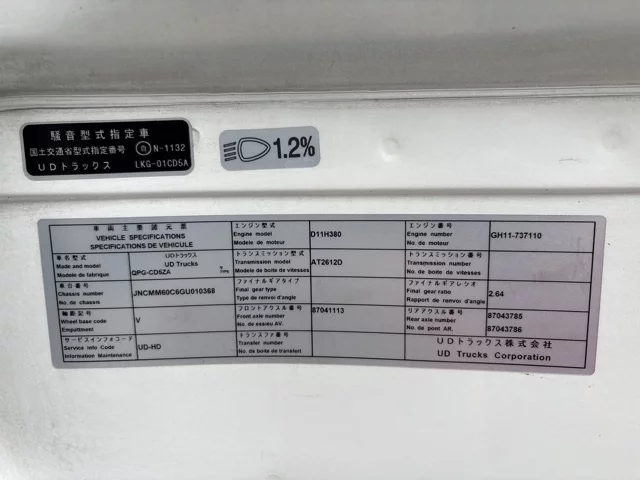 騒音型式指定車
国土交通省型式指定番号 自 N-1132
UDトラックス LKG-01CD5A
1.2%
車両主要諸元表
VEHICLE SPECIFICATIONS
SPECIFICATIONS DE VEHICULE
エンジン型式
Engine model
Modele de moteur
D11H380
エンジン番号
Engine number
No. de moteur
GH11-737110
車名型式
Made and model
Modele de fabrique
UDトラックス
UD Trucks
QPG-CD5ZA
トランスミッション型式
Transmission model
Modele de boite de vitesses
AT2612D
トランスミッション番号
Transmission number
No. de boite de vitesses
車台番号
Chassis number
No. de chassis
JNCMM60C6GU010368
ファイナルギアタイプ
Final gear type
Type de renvoi d'angle
ファイナルギアレシオ
Final gear ratio
Rapport de renvoi d'angle
2.64
軸距記号
Wheel base code
Empattment
V
フロントアクスル番号
Front axle number
No. de essieu AV.
87041113
リアアクスル番号
Rear axle number
No. de pont AR.
87043785
87043786
サービスインフォコード
Service info Code
Information Maintenance
UD-HD
トランスファ番号
Transfer number
No. de boite de transfert
UDトラックス株式会社
UD Trucks Corporation